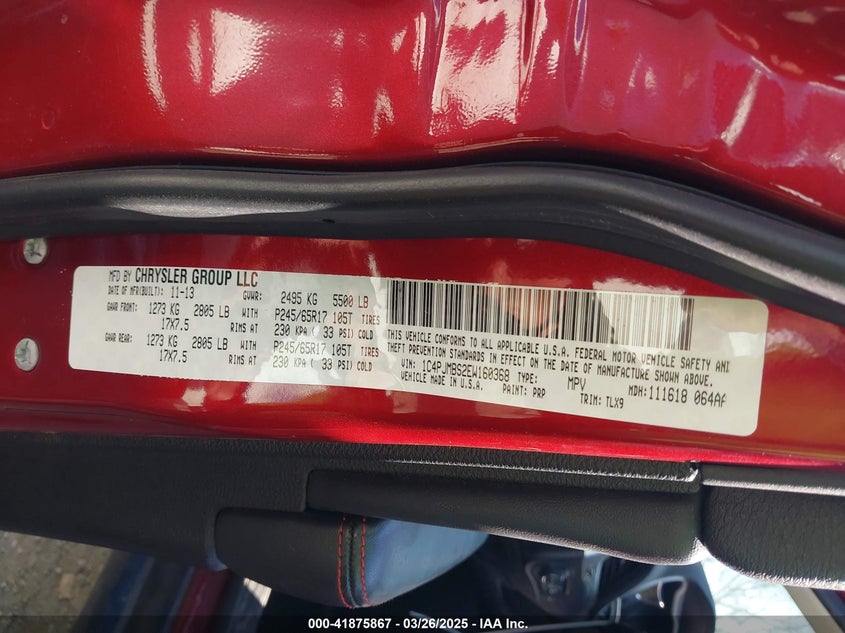 MFD BY CHRYSLER GROUP LLC
DATE OF MFR(BUILT): 11-13 GVWR: 2495 KG 5500 LB
GAWR FRONT: 1273 KG 2805 LB WITH P245/65R17 105T TIRES
17X7.5 RIMS AT 230 KPA ( 33 PSI) COLD
GAWR REAR: 1273 KG 2805 LB WITH P245/65R17 105T TIRES
17X7.5 RIMS AT 230 KPA ( 33 PSI) COLD
THIS VEHICLE CONFORMS TO ALL APPLICABLE U.S.A. FEDERAL MOTOR VEHICLE SAFETY AND
THEFT PREVENTION STANDARDS IN EFFECT ON THE DATE OF MANUFACTURE SHOWN ABOVE.
VIN: 1C4PJMBS2EW160368 TYPE: MPV MDH: 111618 064AA
VEHICLE MADE IN U.S.A. PAINT: PRP TRIM: TLX9
000-41875867 - 03/26/2025 - IAA Inc.